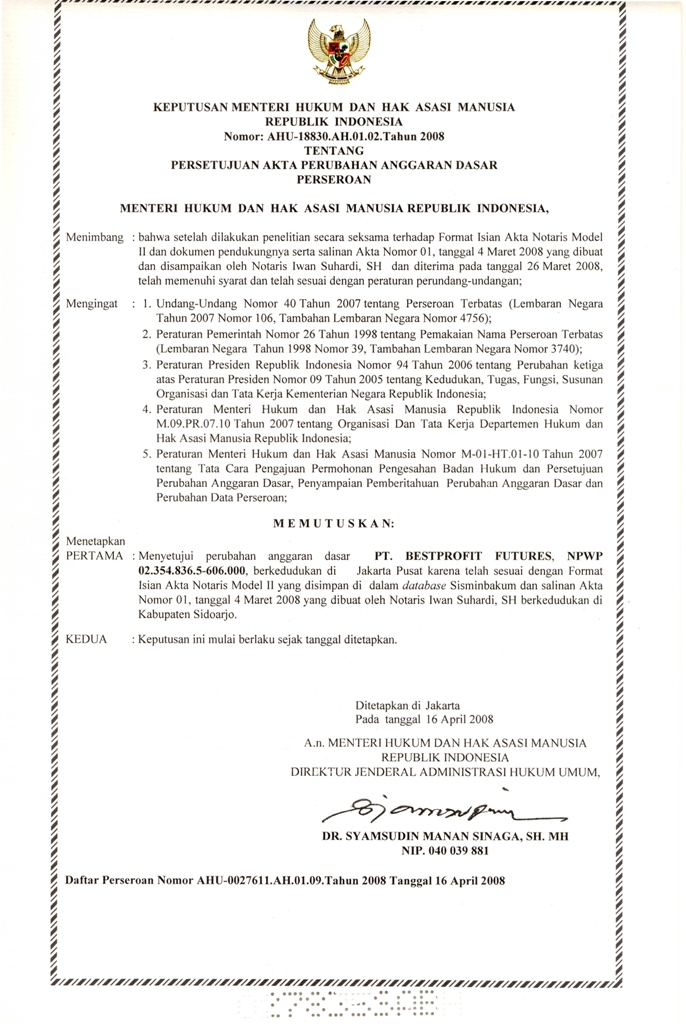 KEPUTUSAN MENTERI HUKUM DAN HAK ASASI MANUSIA
REPUBLIK INDONESIA
Nomor: AHU-18830.AH.01.02.Tahun 2008
TENTANG
PERSETUJUAN AKTA PERUBAHAN ANGGARAN DASAR
PERSEROAN
MENTERI HUKUM DAN HAK ASASI MANUSIA REPUBLIK INDONESIA,
Menimbang : bahwa setelah dilakukan penelitian secara seksama terhadap Format Isian Akta Notaris Model
II dan dokumen pendukungnya serta salinan Akta Nomor 01, tanggal 4 Maret 2008 yang dibuat
dan disampaikan oleh Notaris Iwan Suhardi, SH dan diterima pada tanggal 26 Maret 2008,
telah memenuhi syarat dan telah sesuai dengan peraturan perundang-undangan;
Mengingat : 1. Undang-Undang Nomor 40 Tahun 2007 tentang Perseroan Terbatas (Lembaran Negara
Tahun 2007 Nomor 106, Tambahan Lembaran Negara Nomor 4756);
2. Peraturan Pemerintah Nomor 26 Tahun 1998 tentang Pemakaian Nama Perseroan Terbatas
(Lembaran Negara Tahun 1998 Nomor 39, Tambahan Lembaran Negara Nomor 3740);
3. Peraturan Presiden Republik Indonesia Nomor 94 Tahun 2006 tentang Perubahan ketiga
atas Peraturan Presiden Nomor 09 Tahun 2005 tentang Kedudukan, Tugas, Fungsi, Susunan
Organisasi dan Tata Kerja Kementerian Negara Republik Indonesia;
4. Peraturan Menteri Hukum dan Hak Asasi Manusia Republik Indonesia Nomor
M.09.PR.07.10 Tahun 2007 tentang Organisasi Dan Tata Kerja Departemen Hukum dan
Hak Asasi Manusia Republik Indonesia;
5. Peraturan Menteri Hukum dan Hak Asasi Manusia Nomor M-01-HT.01-10 Tahun 2007
tentang Tata Cara Pengajuan Permohonan Pengesahan Badan Hukum dan Persetujuan
Perubahan Anggaran Dasar, Penyampaian Pemberitahuan Perubahan Anggaran Dasar dan
Perubahan Data Perseroan;
M E M U T U S K A N:
Menetapkan
PERTAMA : Menyetujui perubahan anggaran dasar PT. BESTPROFIT FUTURES, NPWP
02.354.836.5-606.000, berkedudukan di Jakarta Pusat karena telah sesuai dengan Format
Isian Akta Notaris Model II yang disimpan di dalam database Sisminbakum dan salinan Akta
Nomor 01, tanggal 4 Maret 2008 yang dibuat oleh Notaris Iwan Suhardi, SH berkedudukan di
Kabupaten Sidoarjo.
KEDUA : Keputusan ini mulai berlaku sejak tanggal ditetapkan.
Ditetapkan di Jakarta
Pada tanggal 16 April 2008
A.n. MENTERI HUKUM DAN HAK ASASI MANUSIA
REPUBLIK INDONESIA
DIREKTUR JENDERAL ADMINISTRASI HUKUM UMUM,
DR. SYAMSUDIN MANAN SINAGA, SH. MH
NIP. 040 039 881
Daftar Perseroan Nomor AHU-0027611.AH.01.09.Tahun 2008 Tanggal 16 April 2008